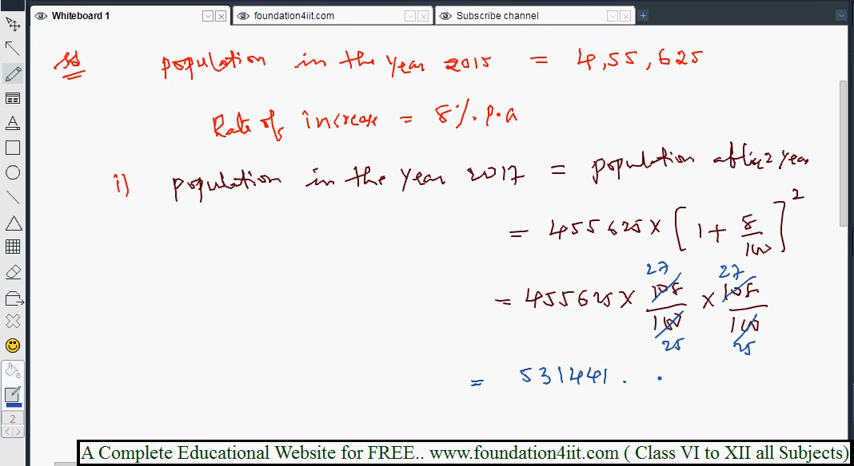 Whiteboard 1
foundation4iit.com
Subscribe channel
population in the year 2015 = 4,55,625
Rate of increase = 8%. p.a
i) population in the year 2017 = population after 2 year
= 455625 × [1 + 8/100]²
= 455625 × 108/100 × 108/100
27 27
25 25
= 531441.
2
A Complete Educational Website for FREE.. www.foundation4iit.com ( Class VI to XII all Subjects)